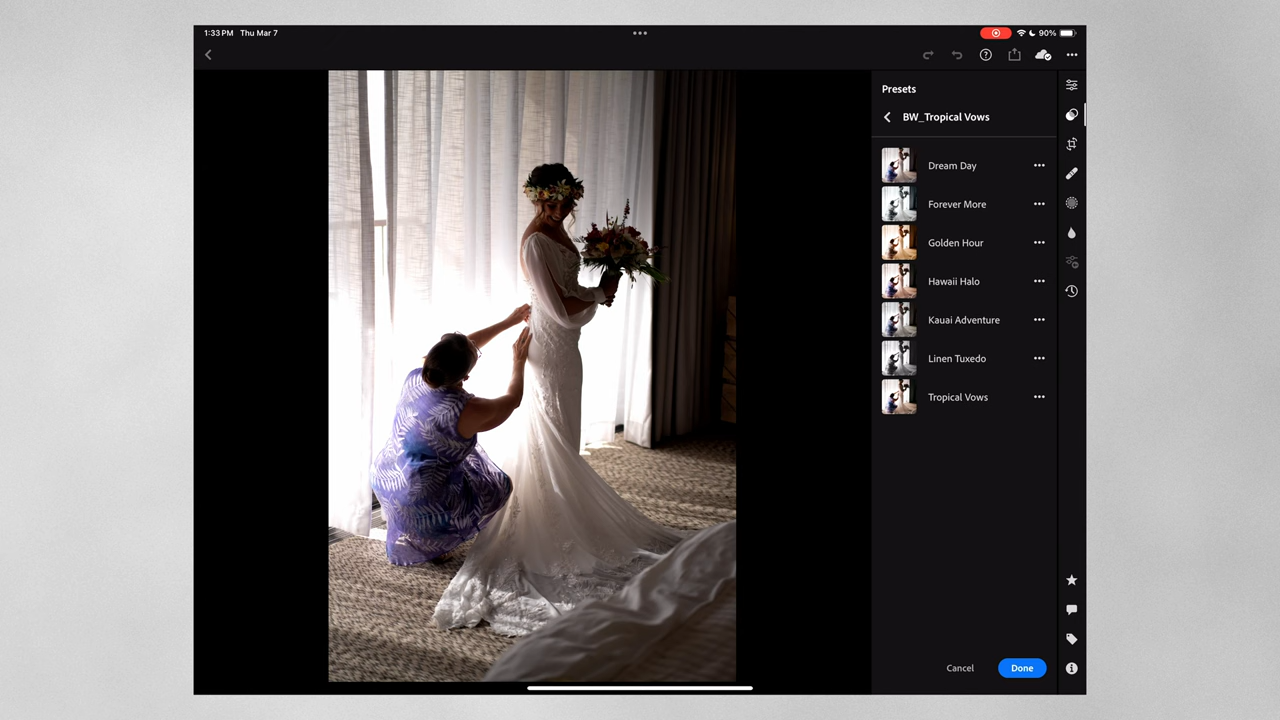 1:33 PM Thu Mar 7
90%
Presets
BW_Tropical Vows
Dream Day
Forever More
Golden Hour
Hawaii Halo
Kauai Adventure
Linen Tuxedo
Tropical Vows
Cancel
Done